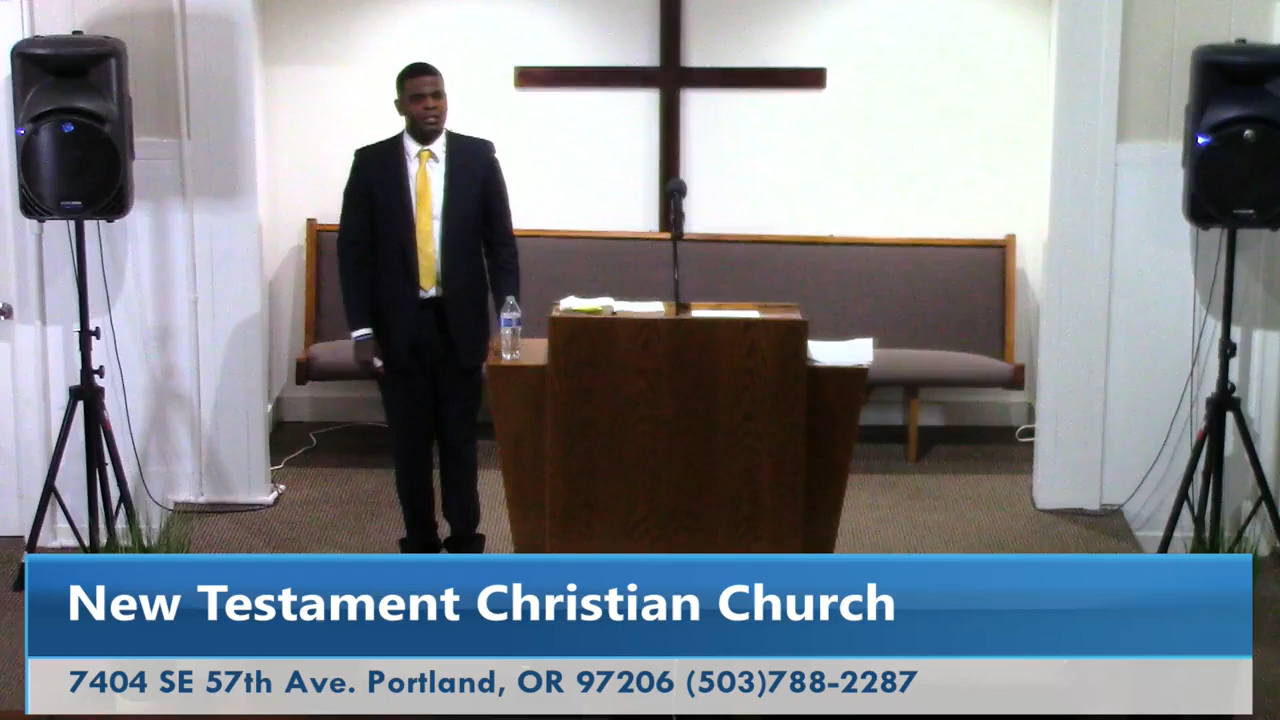 New Testament Christian Church
7404 SE 57th Ave. Portland, OR 97206 (503)788-2287